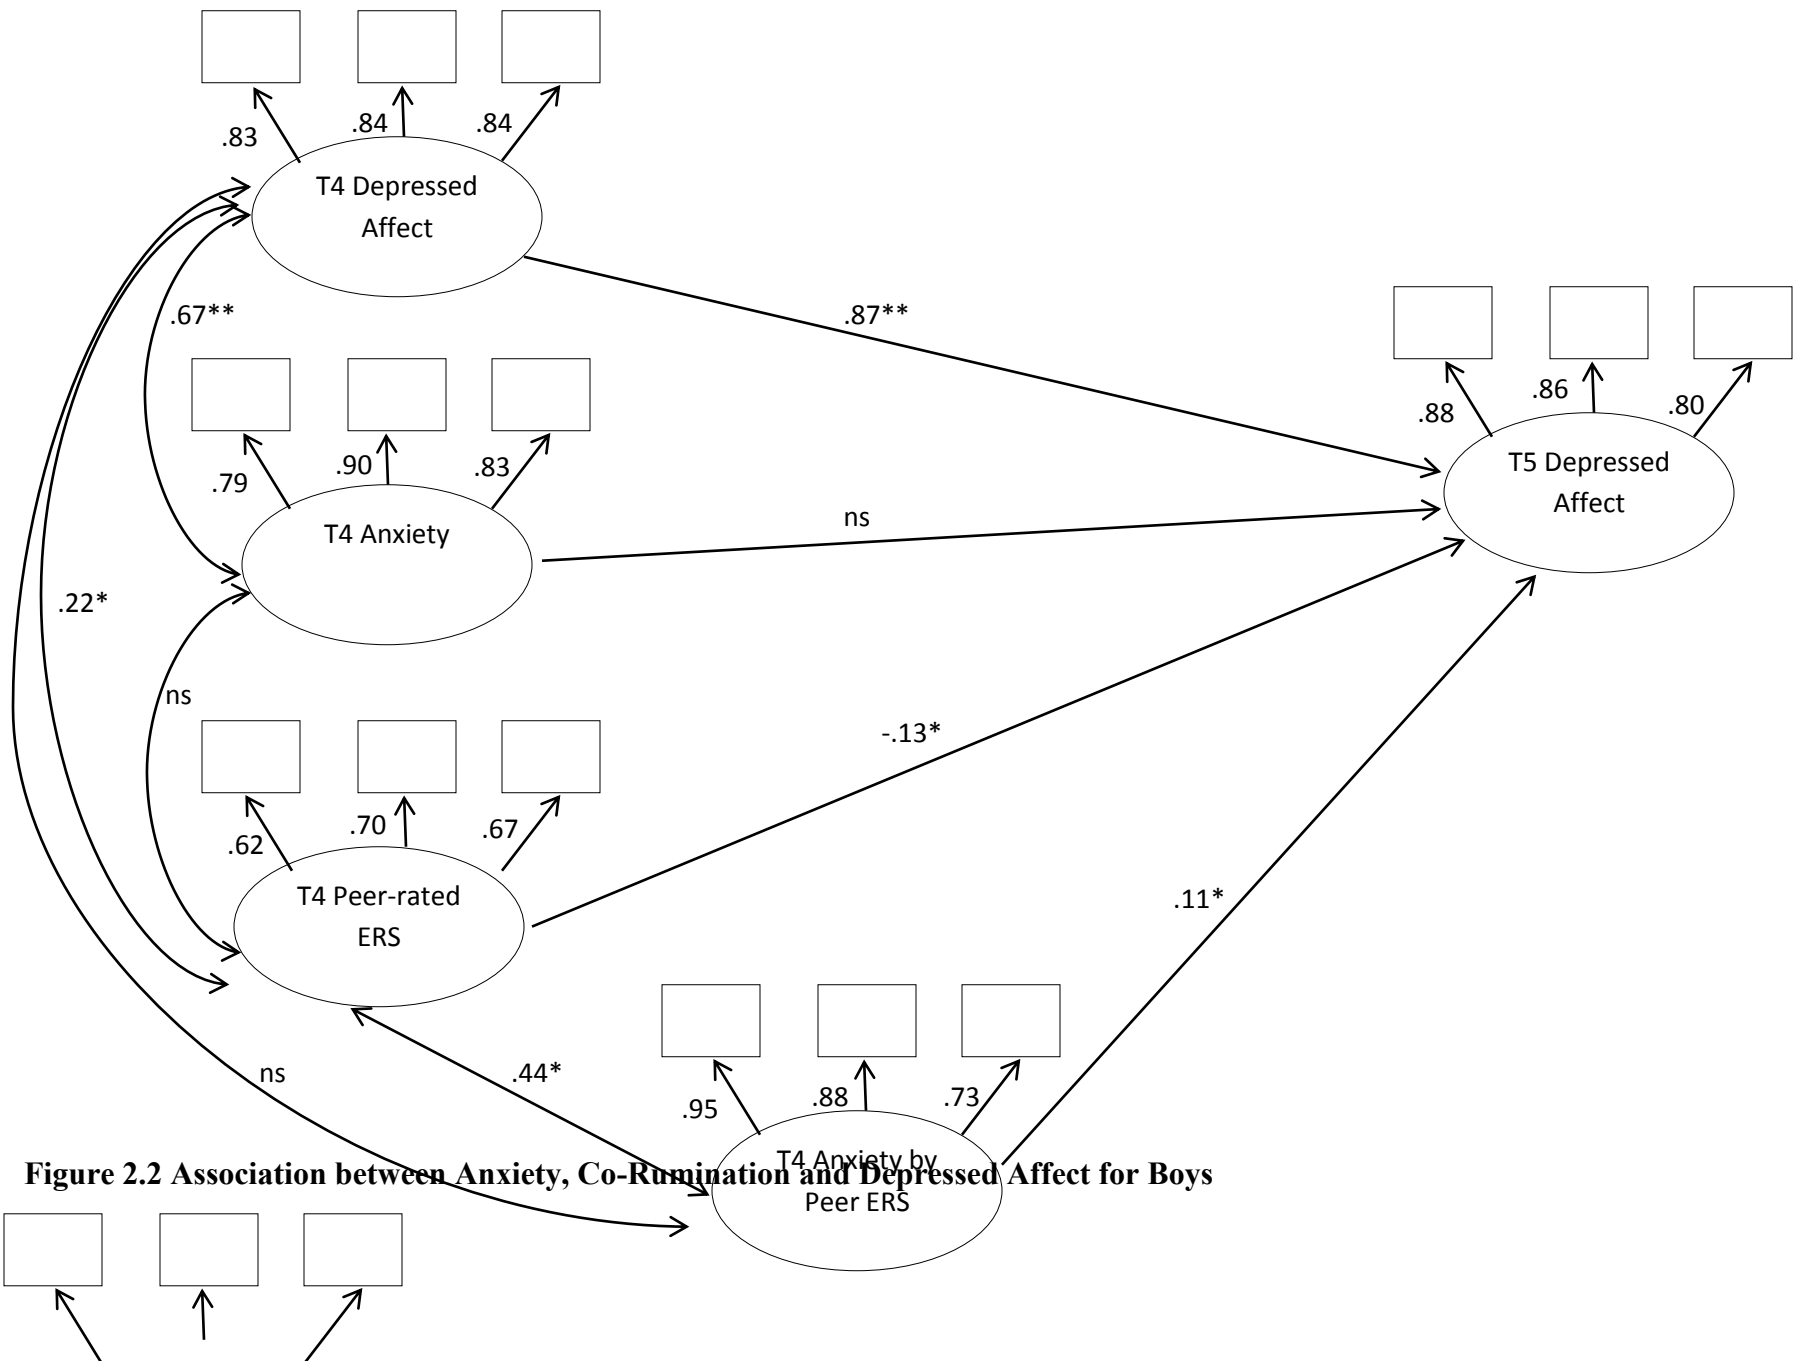 .83
.84
.84
T4 Depressed
Affect
.67**
.87**
.88
.86
.80
T5 Depressed
Affect
.79
.90
.83
T4 Anxiety
ns
.22*
ns
-.13*
.62
.70
.67
T4 Peer-rated
ERS
.11*
ns
.44*
.95
.88
.73
T4 Anxiety by
Peer ERS
Figure 2.2 Association between Anxiety, Co-Rumination and Depressed Affect for Boys